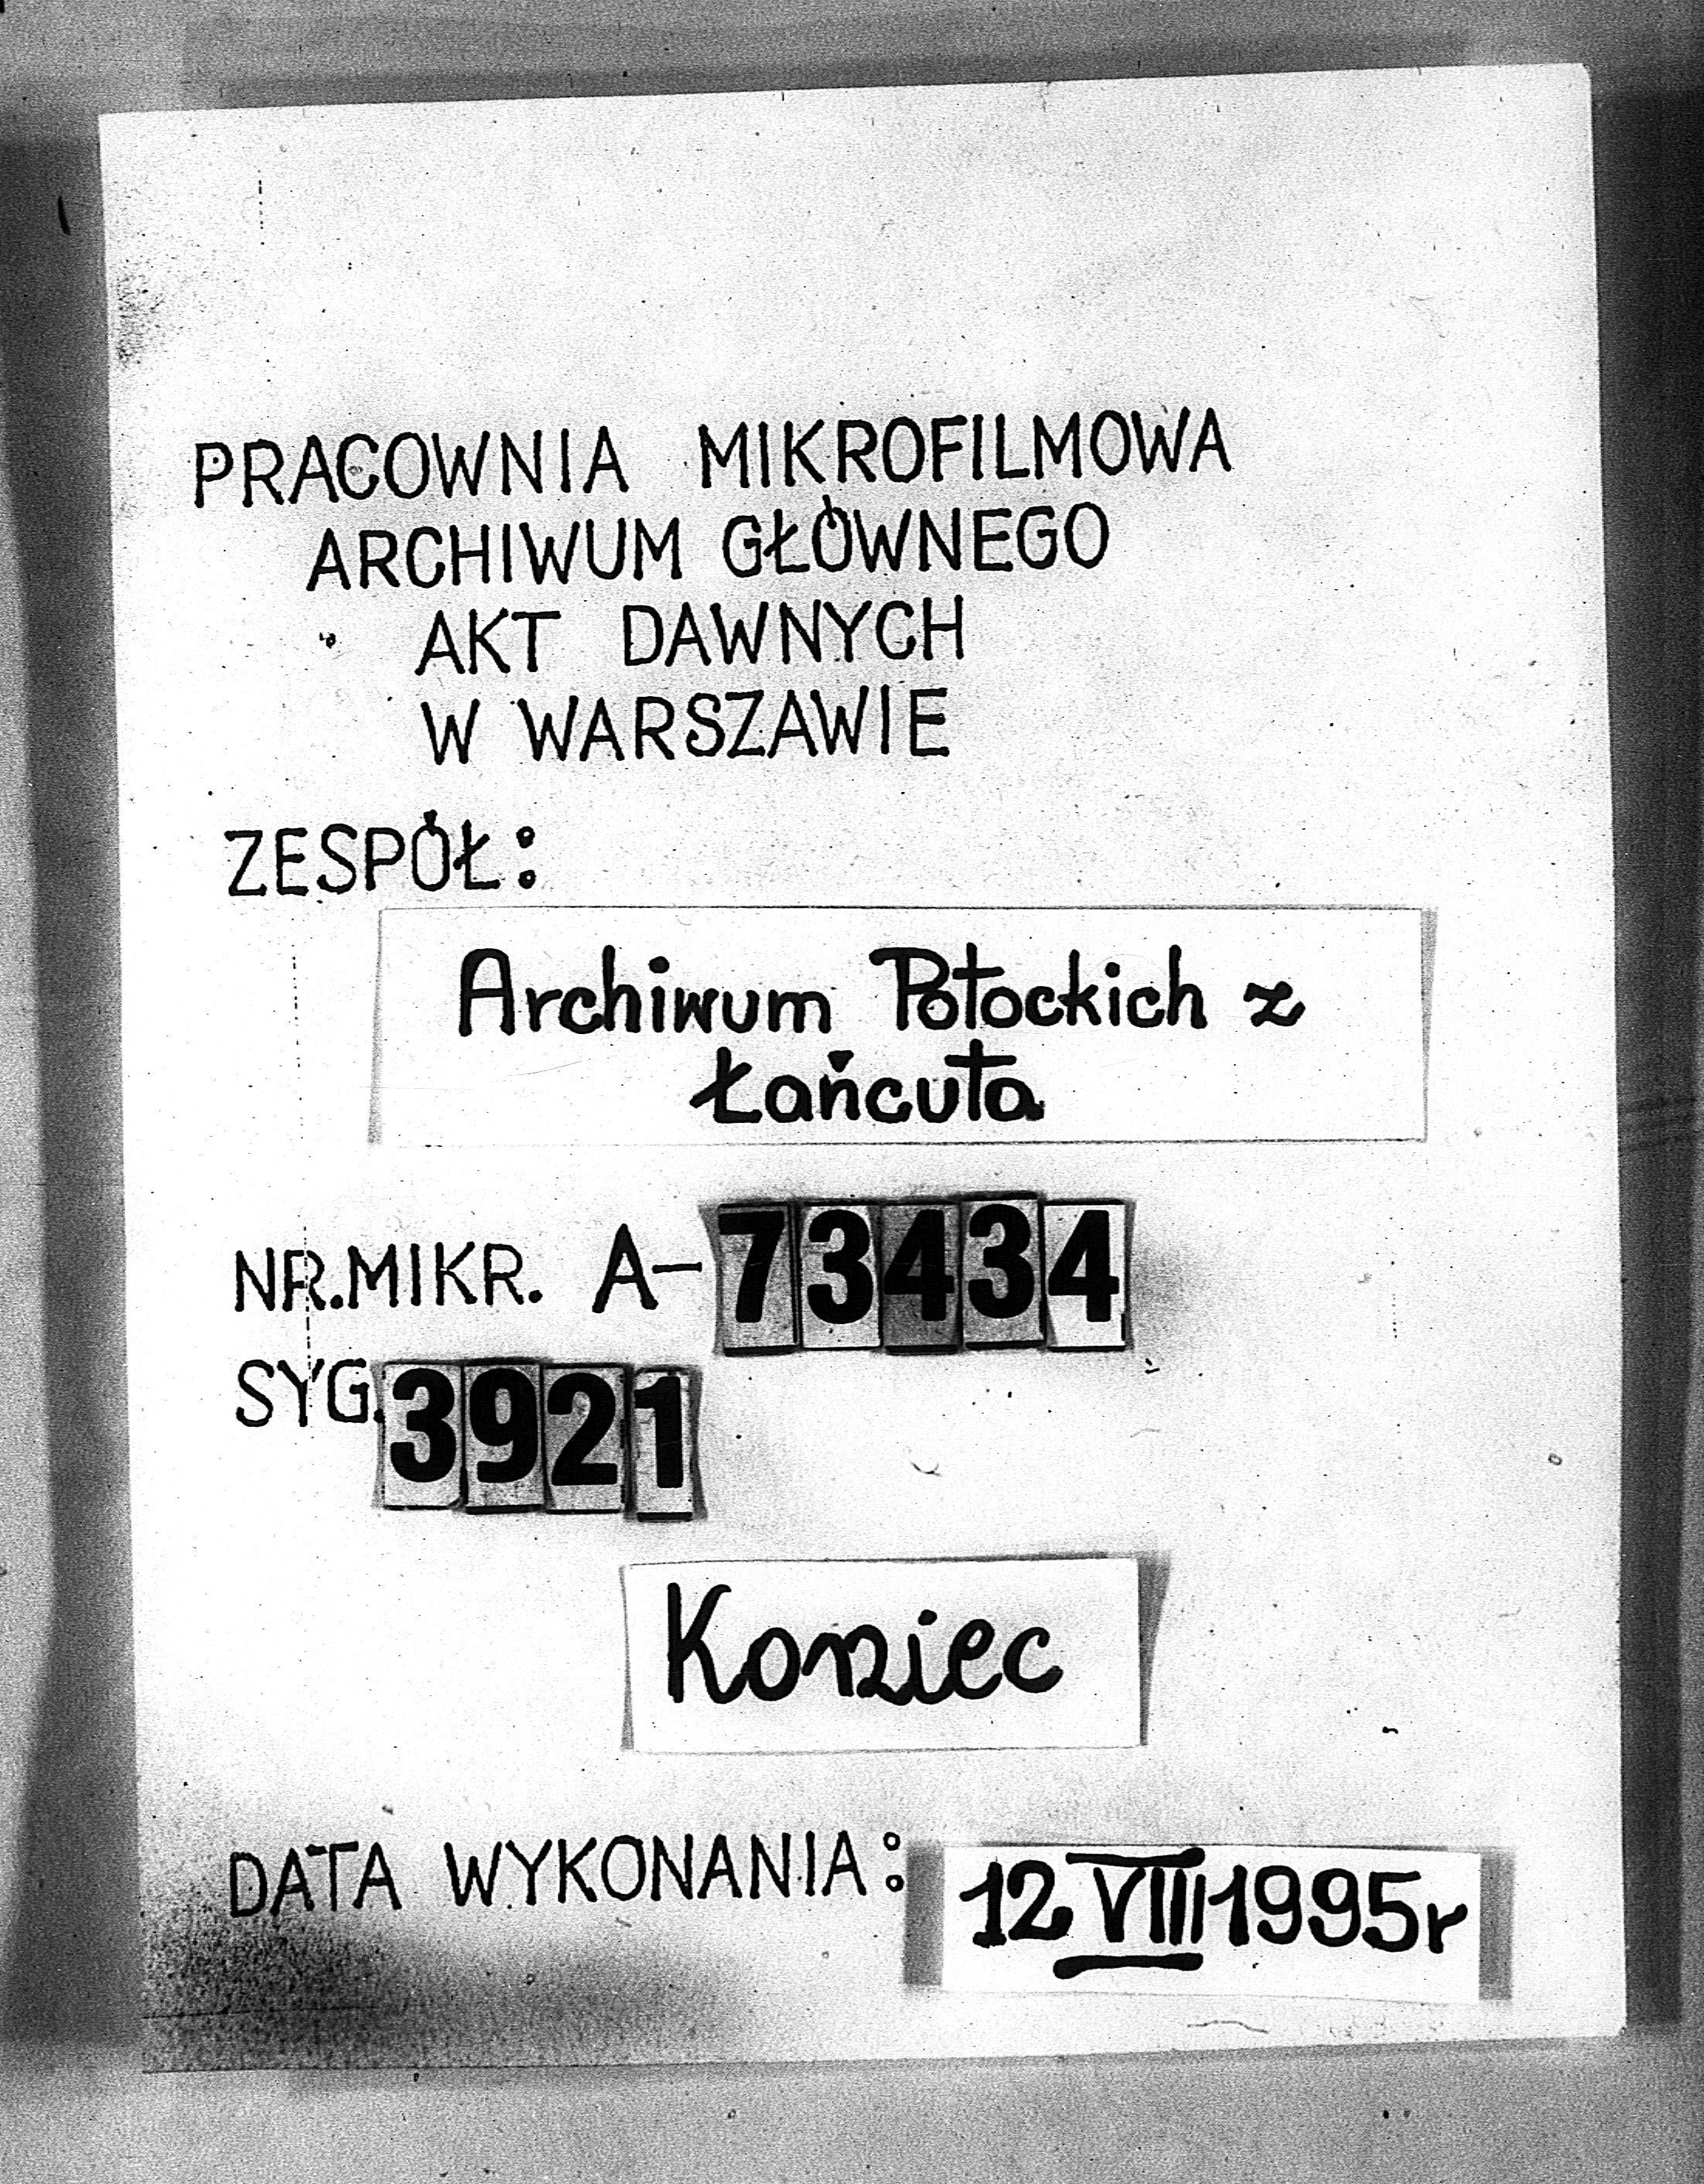 PRACOWNIA MIKROFILMOWA
ARCHIWUM GŁÓWNEGO
AKT DAWNYCH
W WARSZAWIE
ZESPÓŁ:
Archiwum Potockich z
Łańcuta
NR.MIKR. A-73434
SYG.3921
Koniec
DATA WYKONANIA: 12 VIII 1995r